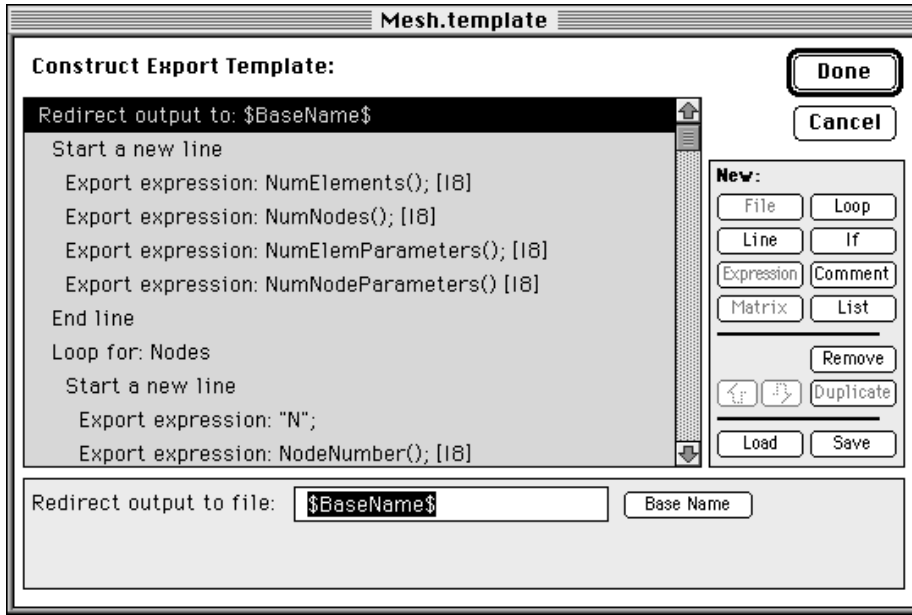 Mesh.template
Construct Export Template:
Done
Cancel
Redirect output to: $BaseName$
Start a new line
Export expression: NumElements(); [I8]
Export expression: NumNodes(); [I8]
Export expression: NumElemParameters(); [I8]
Export expression: NumNodeParameters() [I8]
End line
Loop for: Nodes
Start a new line
Export expression: "N";
Export expression: NodeNumber(); [I8]
New:
File Loop
Line If
Expression Comment
Matrix List
Remove
Duplicate
Load Save
Redirect output to file: $BaseName$ Base Name